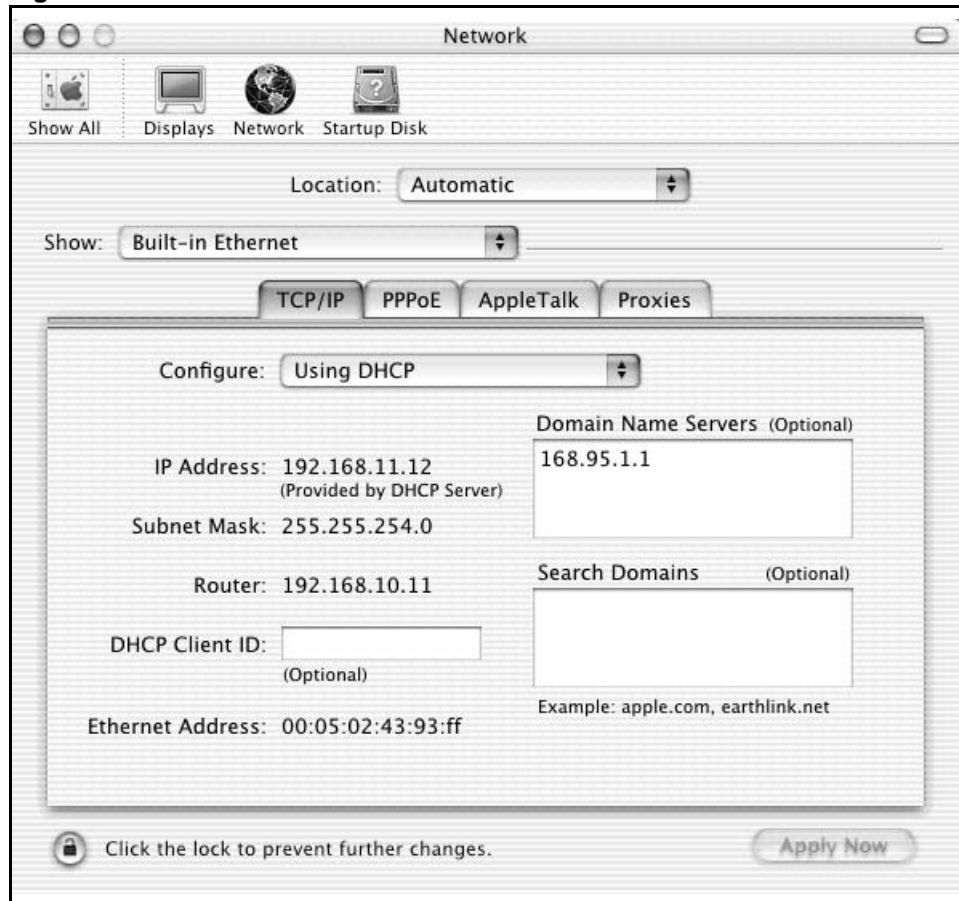 Network
Show All
Displays
Network
Startup Disk
Location: Automatic
Show: Built-in Ethernet
TCP/IP
PPPoE
AppleTalk
Proxies
Configure: Using DHCP
Domain Name Servers (Optional)
168.95.1.1
IP Address: 192.168.11.12
(Provided by DHCP Server)
Subnet Mask: 255.255.254.0
Router: 192.168.10.11
Search Domains (Optional)
DHCP Client ID:
(Optional)
Example: apple.com, earthlink.net
Ethernet Address: 00:05:02:43:93:ff
Click the lock to prevent further changes.
Apply Now